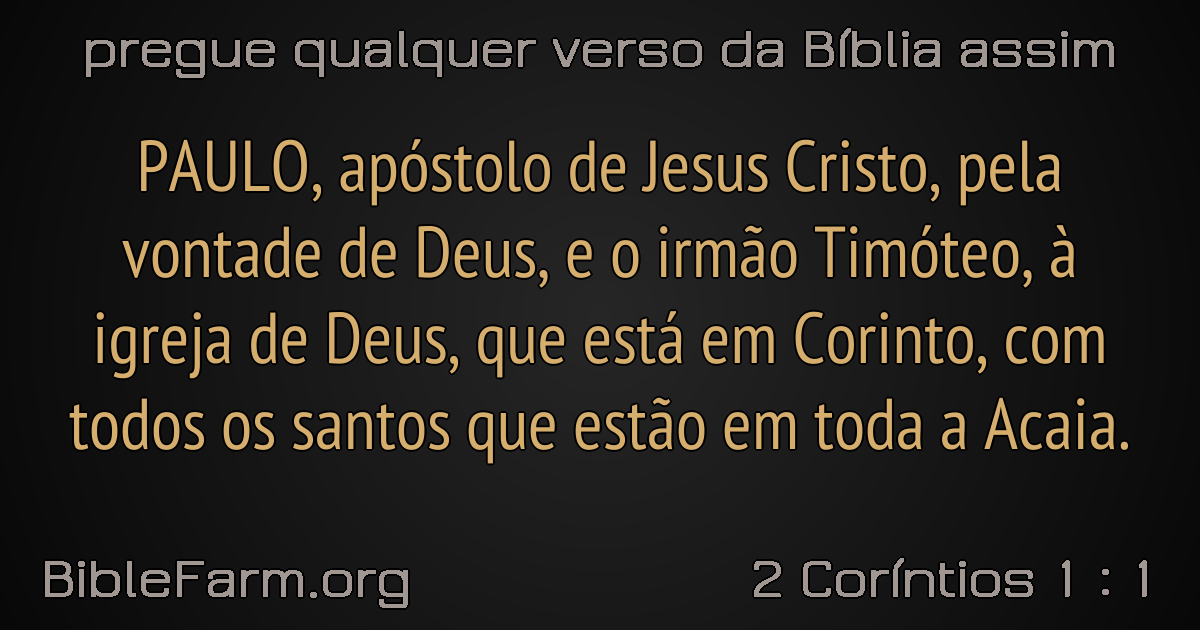 pregue qualquer verso da Bíblia assim
PAULO, apóstolo de Jesus Cristo, pela
vontade de Deus, e o irmão Timóteo, à
igreja de Deus, que está em Corinto, com
todos os santos que estão em toda a Acaia.
BibleFarm.org
2 Coríntios 1 : 1